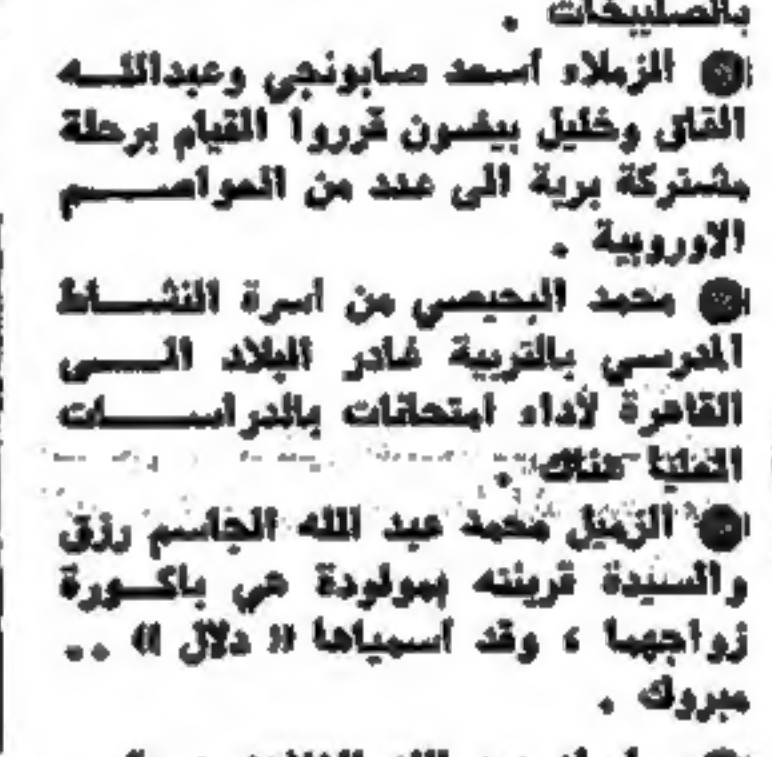 بالصليبخات .
الزملاء أسعد صابونجي وعبدالله
القاق وخليل بيضون قرروا القيام برحلة
مشتركة برية الى عدد من العواصم
الاوروبية .
محمد البحيصي من أسرة النشاط
المدرسي بالتربية غادر البلاد الى
القاهرة لأداء امتحانات بالدراسات
العليا هناك .
الزميل محمد عبد الله الجاسم رزق
والسيدة قرينته بمولودة هي باكورة
زواجهما ، وقد اسمياها « دلال » ..
مبروك .